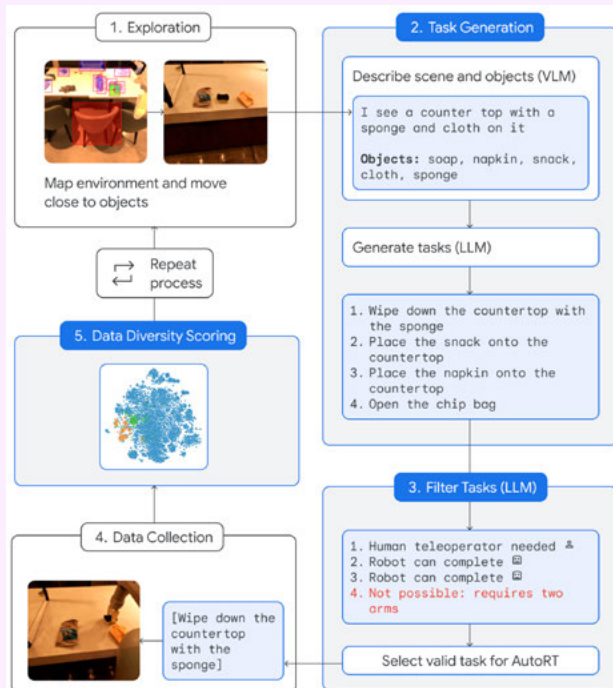 1. Exploration
Map environment and move
close to objects
2. Task Generation
Describe scene and objects (VLM)
I see a counter top with a
sponge and cloth on it
Objects: soap, napkin, snack,
cloth, sponge
Generate tasks (LLM)
1. Wipe down the countertop with
the sponge
2. Place the snack onto the
countertop
3. Place the napkin onto the
countertop
4. Open the chip bag
3. Filter Tasks (LLM)
1. Human teleoperator needed
2. Robot can complete
3. Robot can complete
4. Not possible: requires two
arms
Select valid task for AutoRT
4. Data Collection
[Wipe down the
countertop
with the
sponge]
5. Data Diversity Scoring
Repeat
process